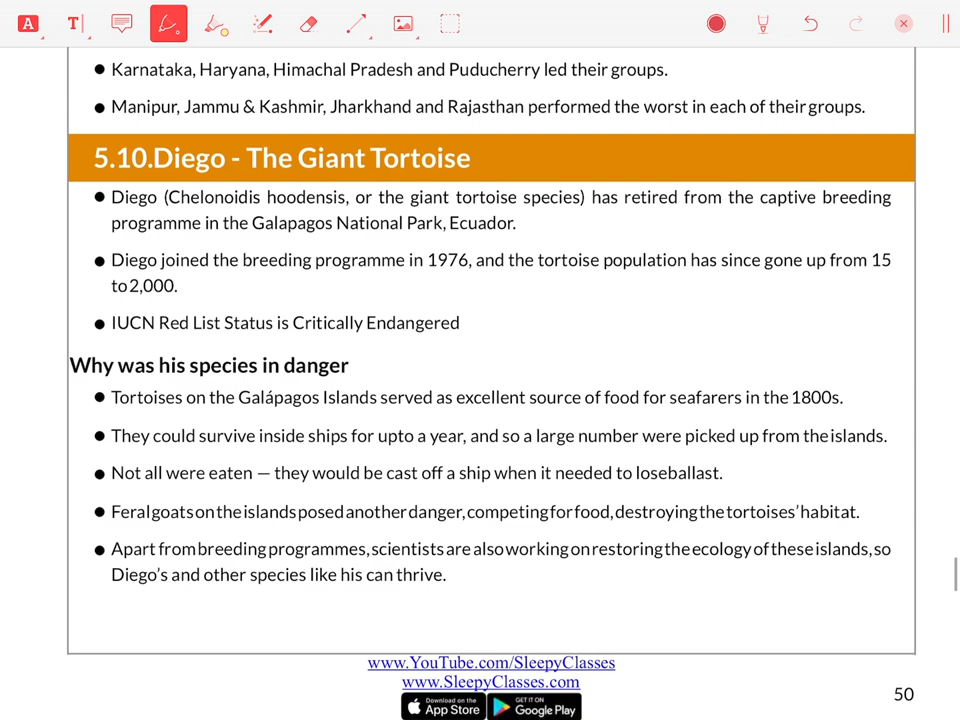 A
T
● Karnataka, Haryana, Himachal Pradesh and Puducherry led their groups.
● Manipur, Jammu & Kashmir, Jharkhand and Rajasthan performed the worst in each of their groups.
5.10.Diego - The Giant Tortoise
● Diego (Chelonoidis hoodensis, or the giant tortoise species) has retired from the captive breeding
programme in the Galapagos National Park, Ecuador.
● Diego joined the breeding programme in 1976, and the tortoise population has since gone up from 15
to 2,000.
● IUCN Red List Status is Critically Endangered
Why was his species in danger
● Tortoises on the Galápagos Islands served as excellent source of food for seafarers in the 1800s.
● They could survive inside ships for upto a year, and so a large number were picked up from the islands.
● Not all were eaten — they would be cast off a ship when it needed to lose ballast.
● Feral goats on the islands posed another danger, competing for food, destroying the tortoises' habitat.
● Apart from breeding programmes, scientists are also working on restoring the ecology of these islands, so
Diego's and other species like his can thrive.
www.YouTube.com/SleepyClasses
www.SleepyClasses.com
Download on the App Store
GET IT ON Google Play
50